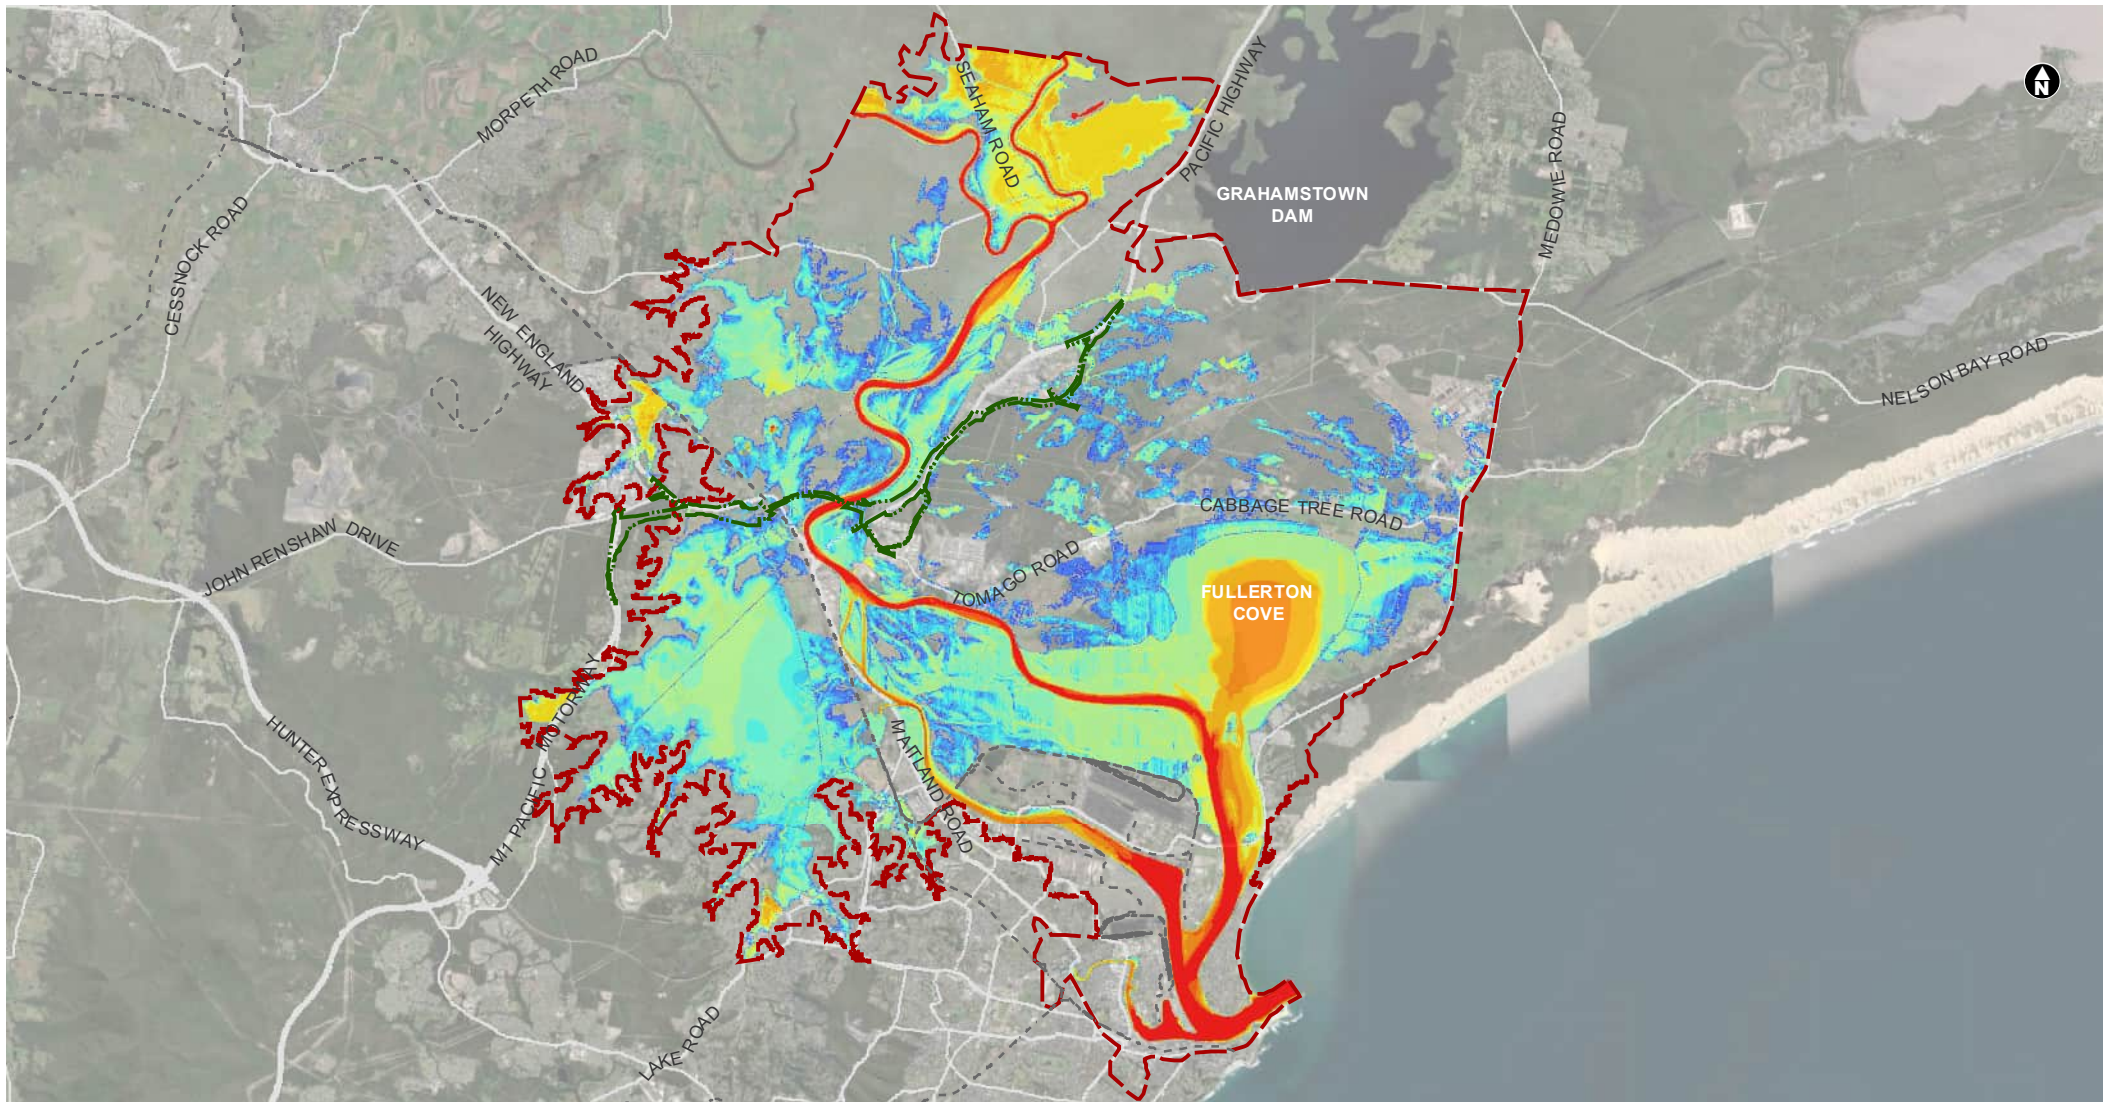 MORPETH ROAD
SEAHAM ROAD
PACIFIC HIGHWAY
N
GRAHAMSTOWN
DAM
MEDOWIE ROAD
CESSNOCK ROAD
NEW ENGLAND
HIGHWAY
NELSON BAY ROAD
CABBAGE TREE ROAD
JOHN RENSHAW DRIVE
TOMAGO ROAD
FULLERTON
COVE
HUNTER EXPRESSWAY
M1 PACIFIC MOTORWAY
MAITLAND ROAD
LAKE ROAD